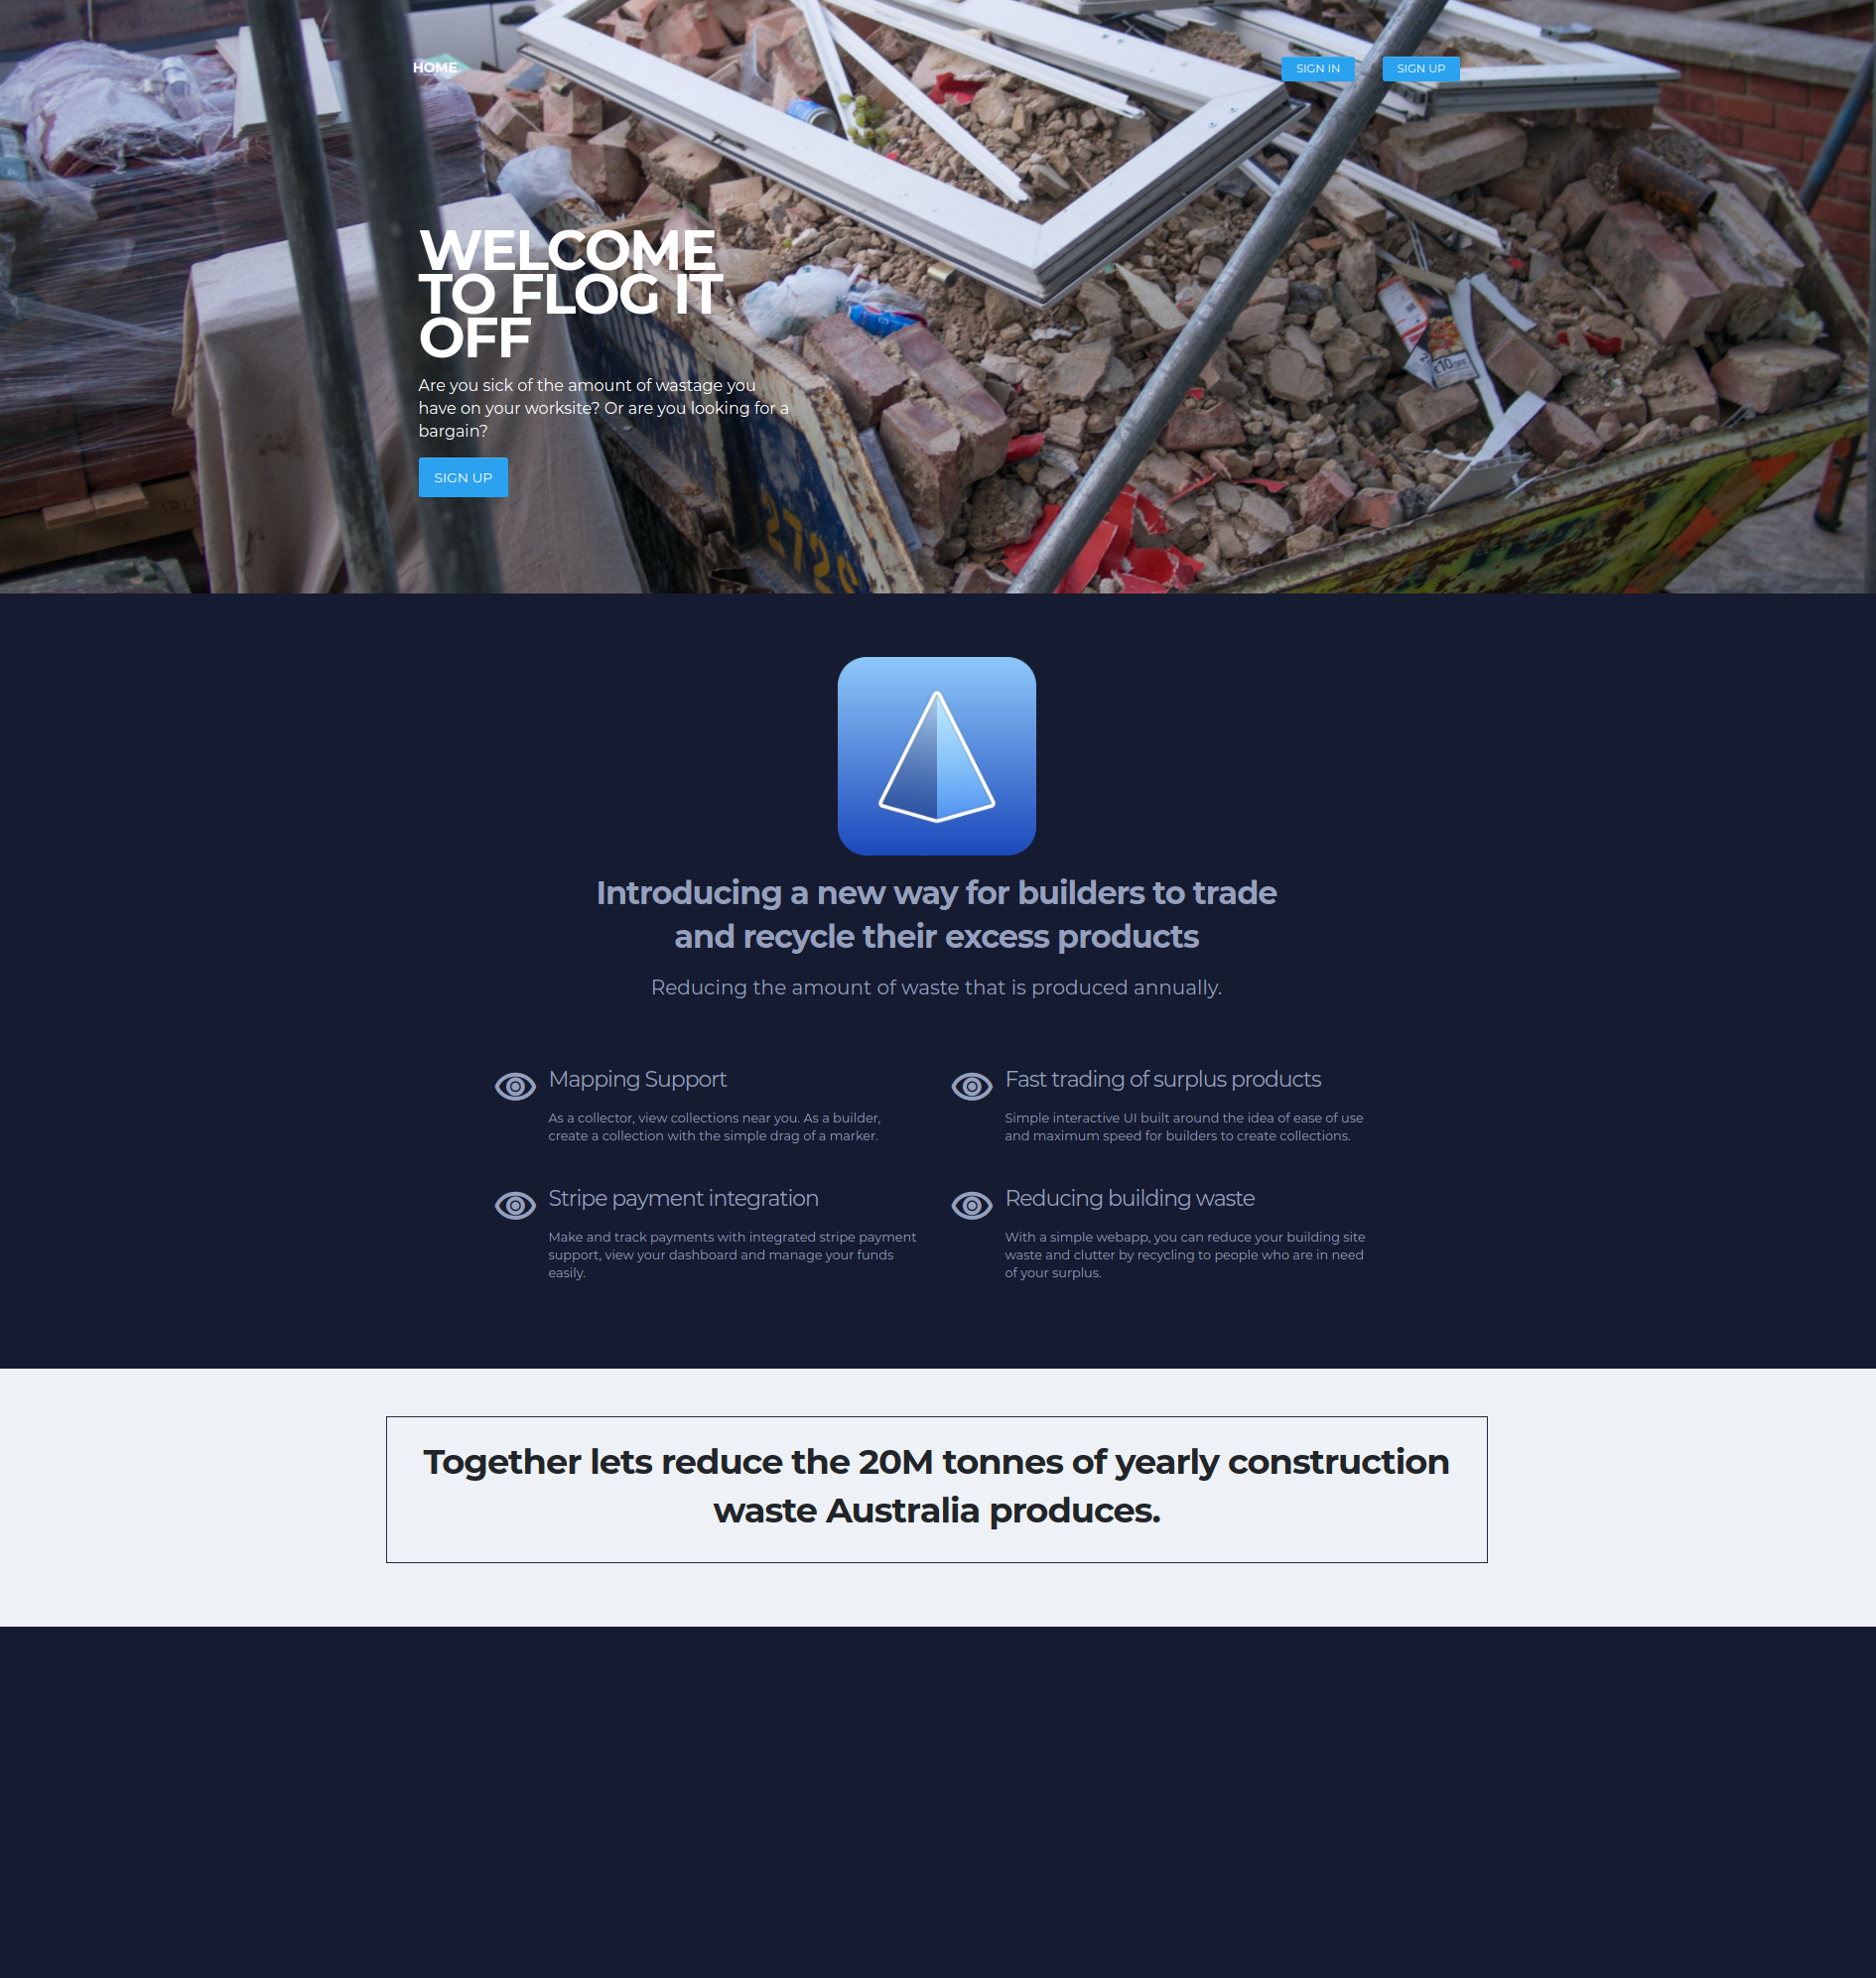 HOME
SIGN IN
SIGN UP
WELCOME
TO FLOG IT
OFF
Are you sick of the amount of wastage you
have on your worksite? Or are you looking for a
bargain?
SIGN UP
£10 OFF
272
Introducing a new way for builders to trade
and recycle their excess products
Reducing the amount of waste that is produced annually.
Mapping Support
As a collector, view collections near you. As a builder,
create a collection with the simple drag of a marker.
Fast trading of surplus products
Simple interactive UI built around the idea of ease of use
and maximum speed for builders to create collections.
Stripe payment integration
Make and track payments with integrated stripe payment
support, view your dashboard and manage your funds
easily.
Reducing building waste
With a simple webapp, you can reduce your building site
waste and clutter by recycling to people who are in need
of your surplus.
Together lets reduce the 20M tonnes of yearly construction
waste Australia produces.